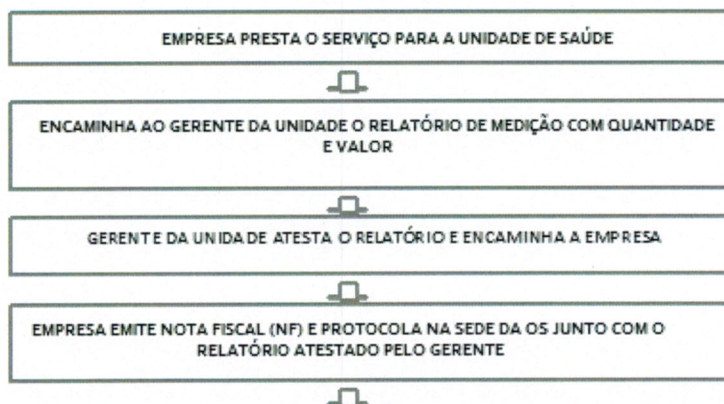 EMPRESA PRESTA O SERVIÇO PARA A UNIDADE DE SAÚDE
ENCAMINHA AO GERENTE DA UNIDADE O RELATÓRIO DE MEDIÇÃO COM QUANTIDADE
E VALOR
GERENTE DA UNIDADE ATESTA O RELATÓRIO E ENCAMINHA A EMPRESA
EMPRESA EMITE NOTA FISCAL (NF) E PROTOCOLA NA SEDE DA OS JUNTO COM O
RELATÓRIO ATESTADO PELO GERENTE